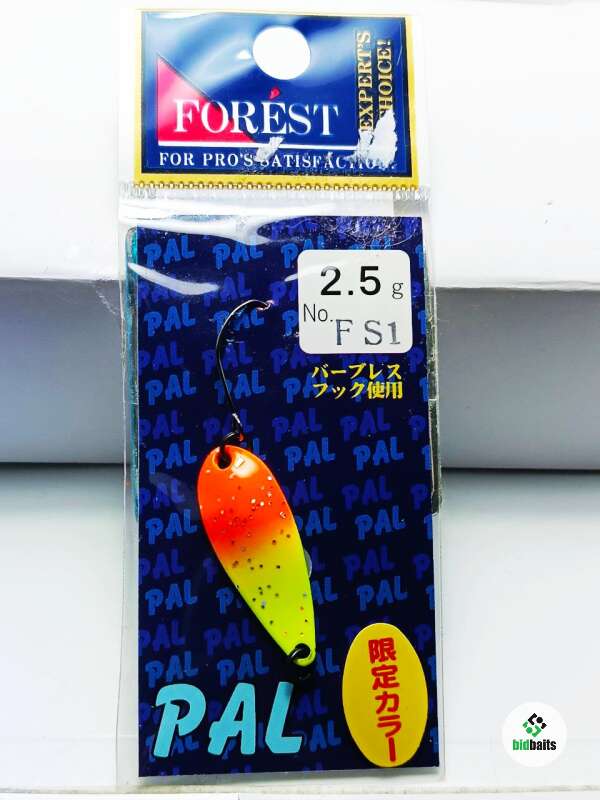 FOREST
FOR PRO'S SATISFACTION
EXPERT'S
CHOICE!
2.5 g
No. FS1
バーブレス
フック使用
PAL
限定カラー
bidbaits